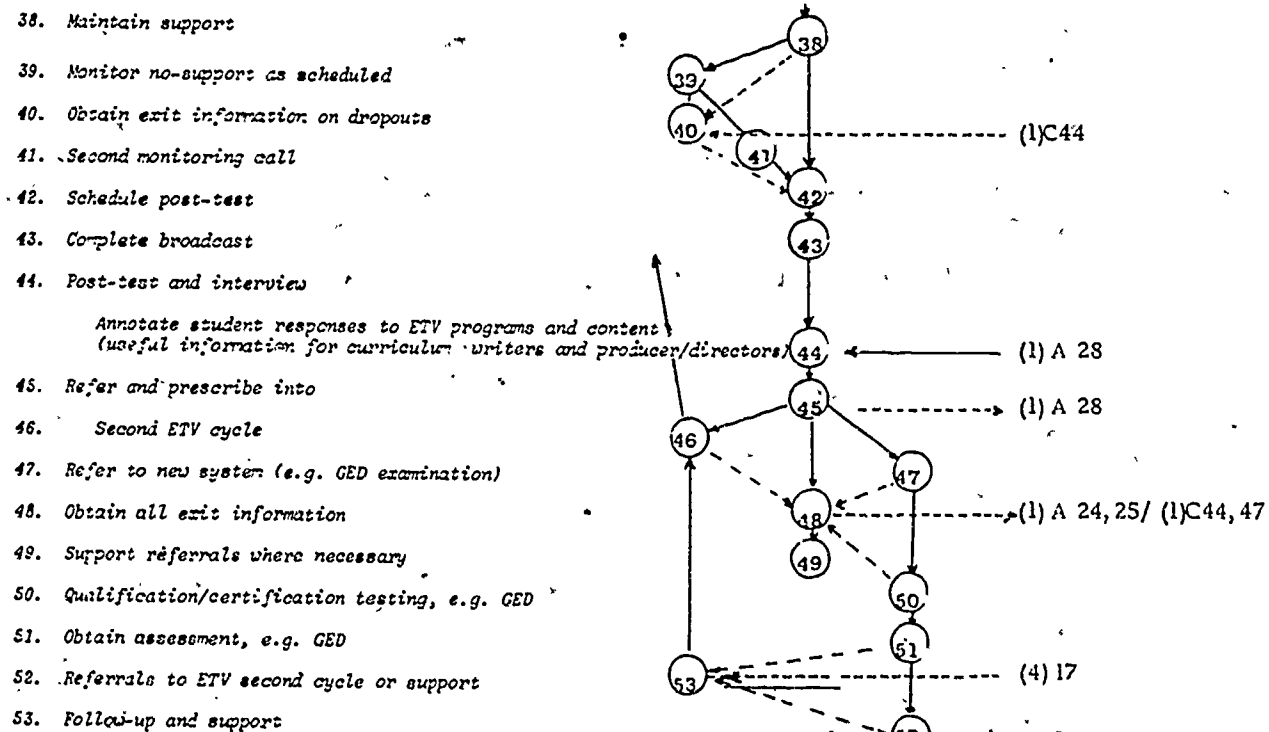 38. Maintain support
39. Monitor no-support as scheduled
40. Obtain exit information on dropouts
41. Second monitoring call
42. Schedule post-test
43. Complete broadcast
44. Post-test and interview
Annotate student responses to ETV programs and content
(useful information for curriculum writers and producer/directors)
45. Refer and prescribe into
46. Second ETV cycle
47. Refer to new system (e.g. GED examination)
48. Obtain all exit information
49. Support referrals where necessary
50. Qualification/certification testing, e.g. GED
51. Obtain assessment, e.g. GED
52. Referrals to ETV second cycle or support
53. Follow-up and support
38
39
40
(1)C44
41
42
43
44
(1) A 28
45
(1) A 28
46
47
48
(1) A 24, 25/ (1)C44, 47
49
50
51
53
(4) 17